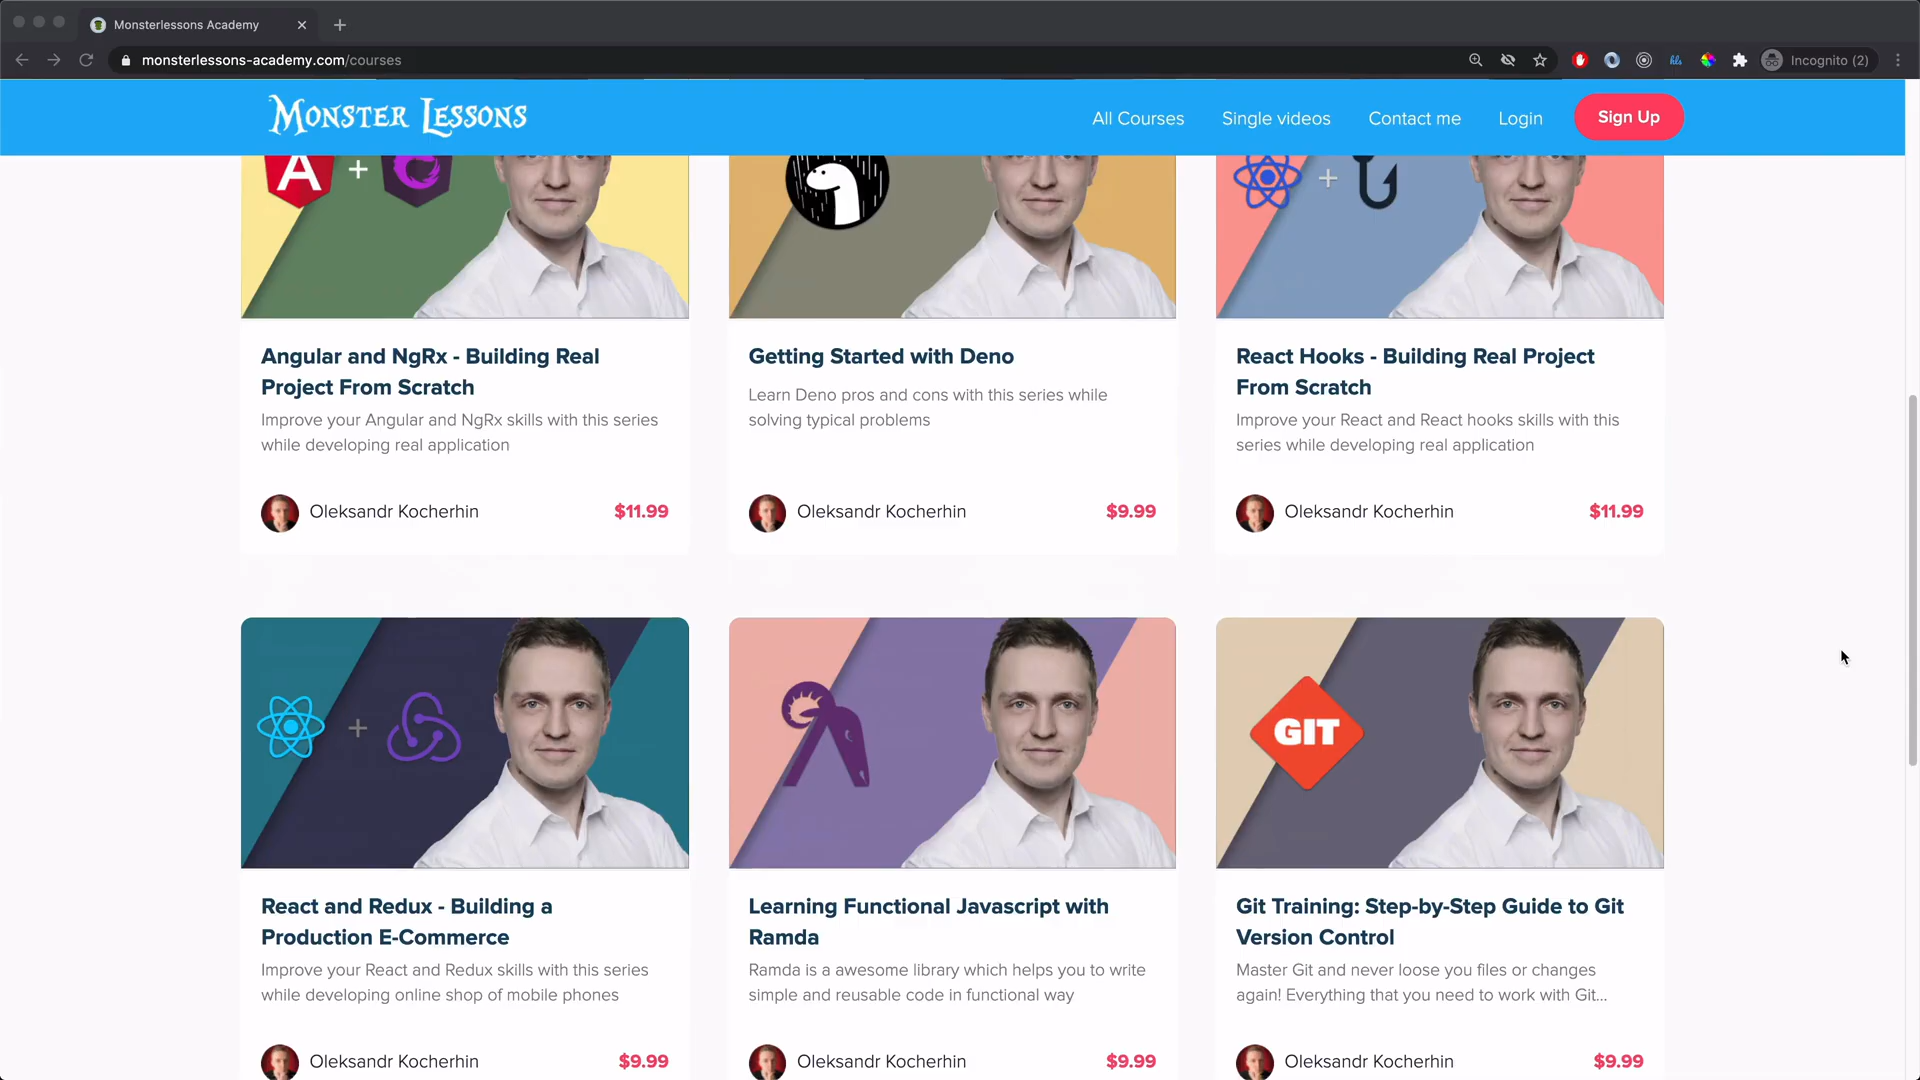 Monsterlessons Academy
monsterlessons-academy.com/courses
Incognito (2)
Monster Lessons
All Courses
Single videos
Contact me
Login
Sign Up
Angular and NgRx - Building Real
Project From Scratch
Improve your Angular and NgRx skills with this series
while developing real application
Oleksandr Kocherhin
$11.99
Getting Started with Deno
Learn Deno pros and cons with this series while
solving typical problems
Oleksandr Kocherhin
$9.99
React Hooks - Building Real Project
From Scratch
Improve your React and React hooks skills with this
series while developing real application
Oleksandr Kocherhin
$11.99
React and Redux - Building a
Production E-Commerce
Improve your React and Redux skills with this series
while developing online shop of mobile phones
Oleksandr Kocherhin
$9.99
Learning Functional Javascript with
Ramda
Ramda is a awesome library which helps you to write
simple and reusable code in functional way
Oleksandr Kocherhin
$9.99
GIT
Git Training: Step-by-Step Guide to Git
Version Control
Master Git and never loose you files or changes
again! Everything that you need to work with Git...
Oleksandr Kocherhin
$9.99